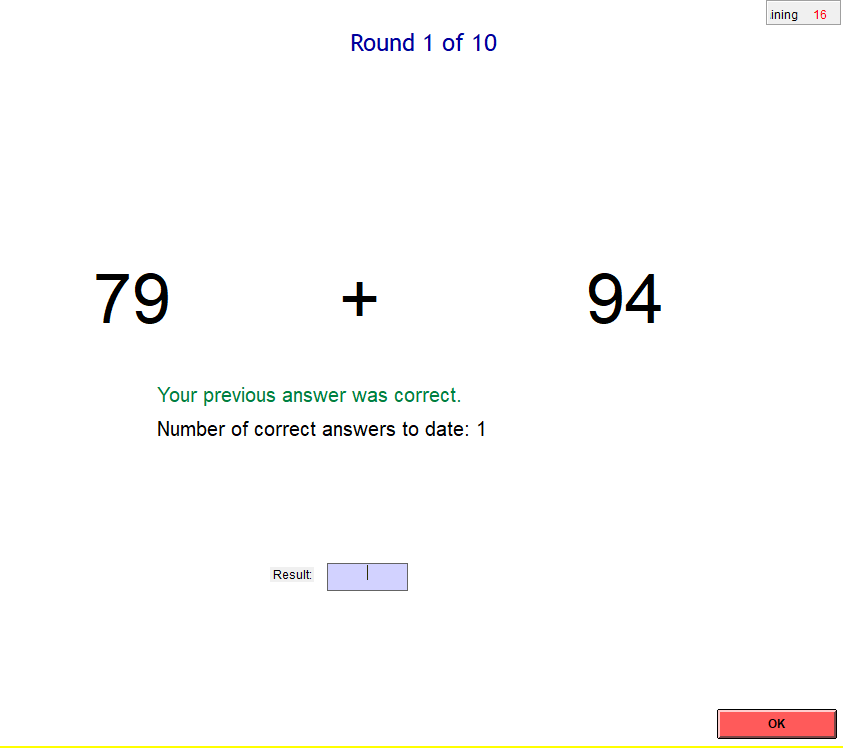 ining 16
Round 1 of 10
79 + 94
Your previous answer was correct.
Number of correct answers to date: 1
Result:
OK